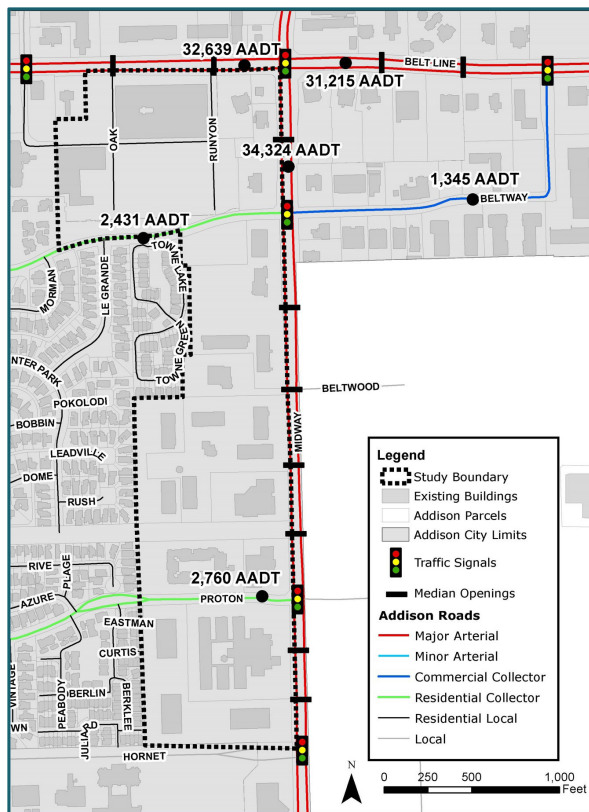 32,639 AADT
BELT LINE
31,215 AADT
OAK
RUNYON
34,324 AADT
1,345 AADT
BELTWAY
2,431 AADT
TOWNE LAKE
MORMAN
LE GRANDE
TOWNE GREEN
NTER PARK
BELTWOOD
POKOLODI
MIDWAY
BOBBIN
LEADVILLE
DOME
RUSH
RIVE
PLAGE
2,760 AADT
AZURE
PROTON
EASTMAN
CURTIS
VINTAGE
PEABODY
BERLIN
BERKLEE
WN
JULIARD
HORNET
Legend
Study Boundary
Existing Buildings
Addison Parcels
Addison City Limits
Traffic Signals
Median Openings
Addison Roads
Major Arterial
Minor Arterial
Commercial Collector
Residential Collector
Residential Local
Local
N
0 250 500 1,000
Feet